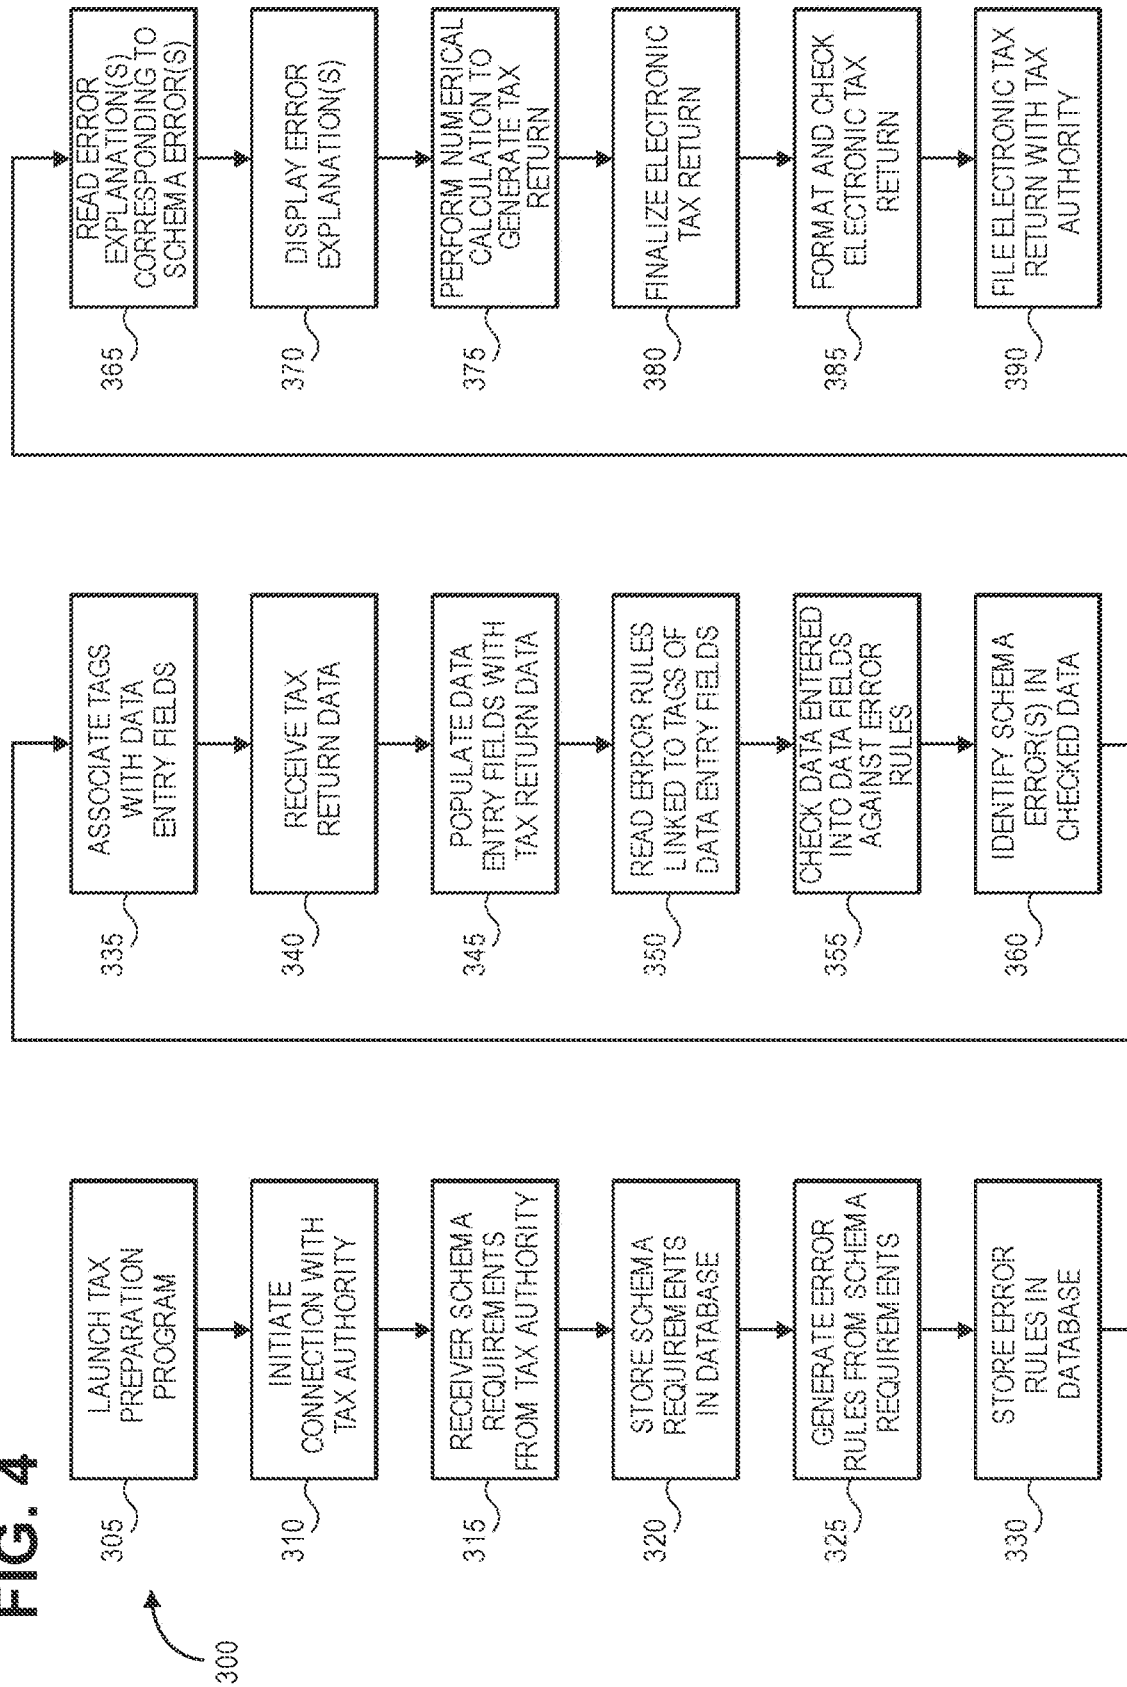 FIG. 4
300
305
LAUNCH TAX
PREPARATION
PROGRAM
310
INITIATE
CONNECTION WITH
TAX AUTHORITY
315
RECEIVER SCHEMA
REQUIREMENTS
FROM TAX AUTHORITY
320
STORE SCHEMA
REQUIREMENTS
IN DATABASE
325
GENERATE ERROR
RULES FROM SCHEMA
REQUIREMENTS
330
STORE ERROR
RULES IN
DATABASE
335
ASSOCIATE TAGS
WITH DATA
ENTRY FIELDS
340
RECEIVE TAX
RETURN DATA
345
POPULATE DATA
ENTRY FIELDS WITH
TAX RETURN DATA
350
READ ERROR RULES
LINKED TO TAGS OF
DATA ENTRY FIELDS
355
CHECK DATA ENTERED
INTO DATA FIELDS
AGAINST ERROR
RULES
360
IDENTIFY SCHEMA
ERROR(S) IN
CHECKED DATA
365
READ ERROR
EXPLANATION(S)
CORRESPONDING TO
SCHEMA ERROR(S)
370
DISPLAY ERROR
EXPLANATION(S)
375
PERFORM NUMERICAL
CALCULATION TO
GENERATE TAX
RETURN
380
FINALIZE ELECTRONIC
TAX RETURN
385
FORMAT AND CHECK
ELECTRONIC TAX
RETURN
390
FILE ELECTRONIC TAX
RETURN WITH TAX
AUTHORITY